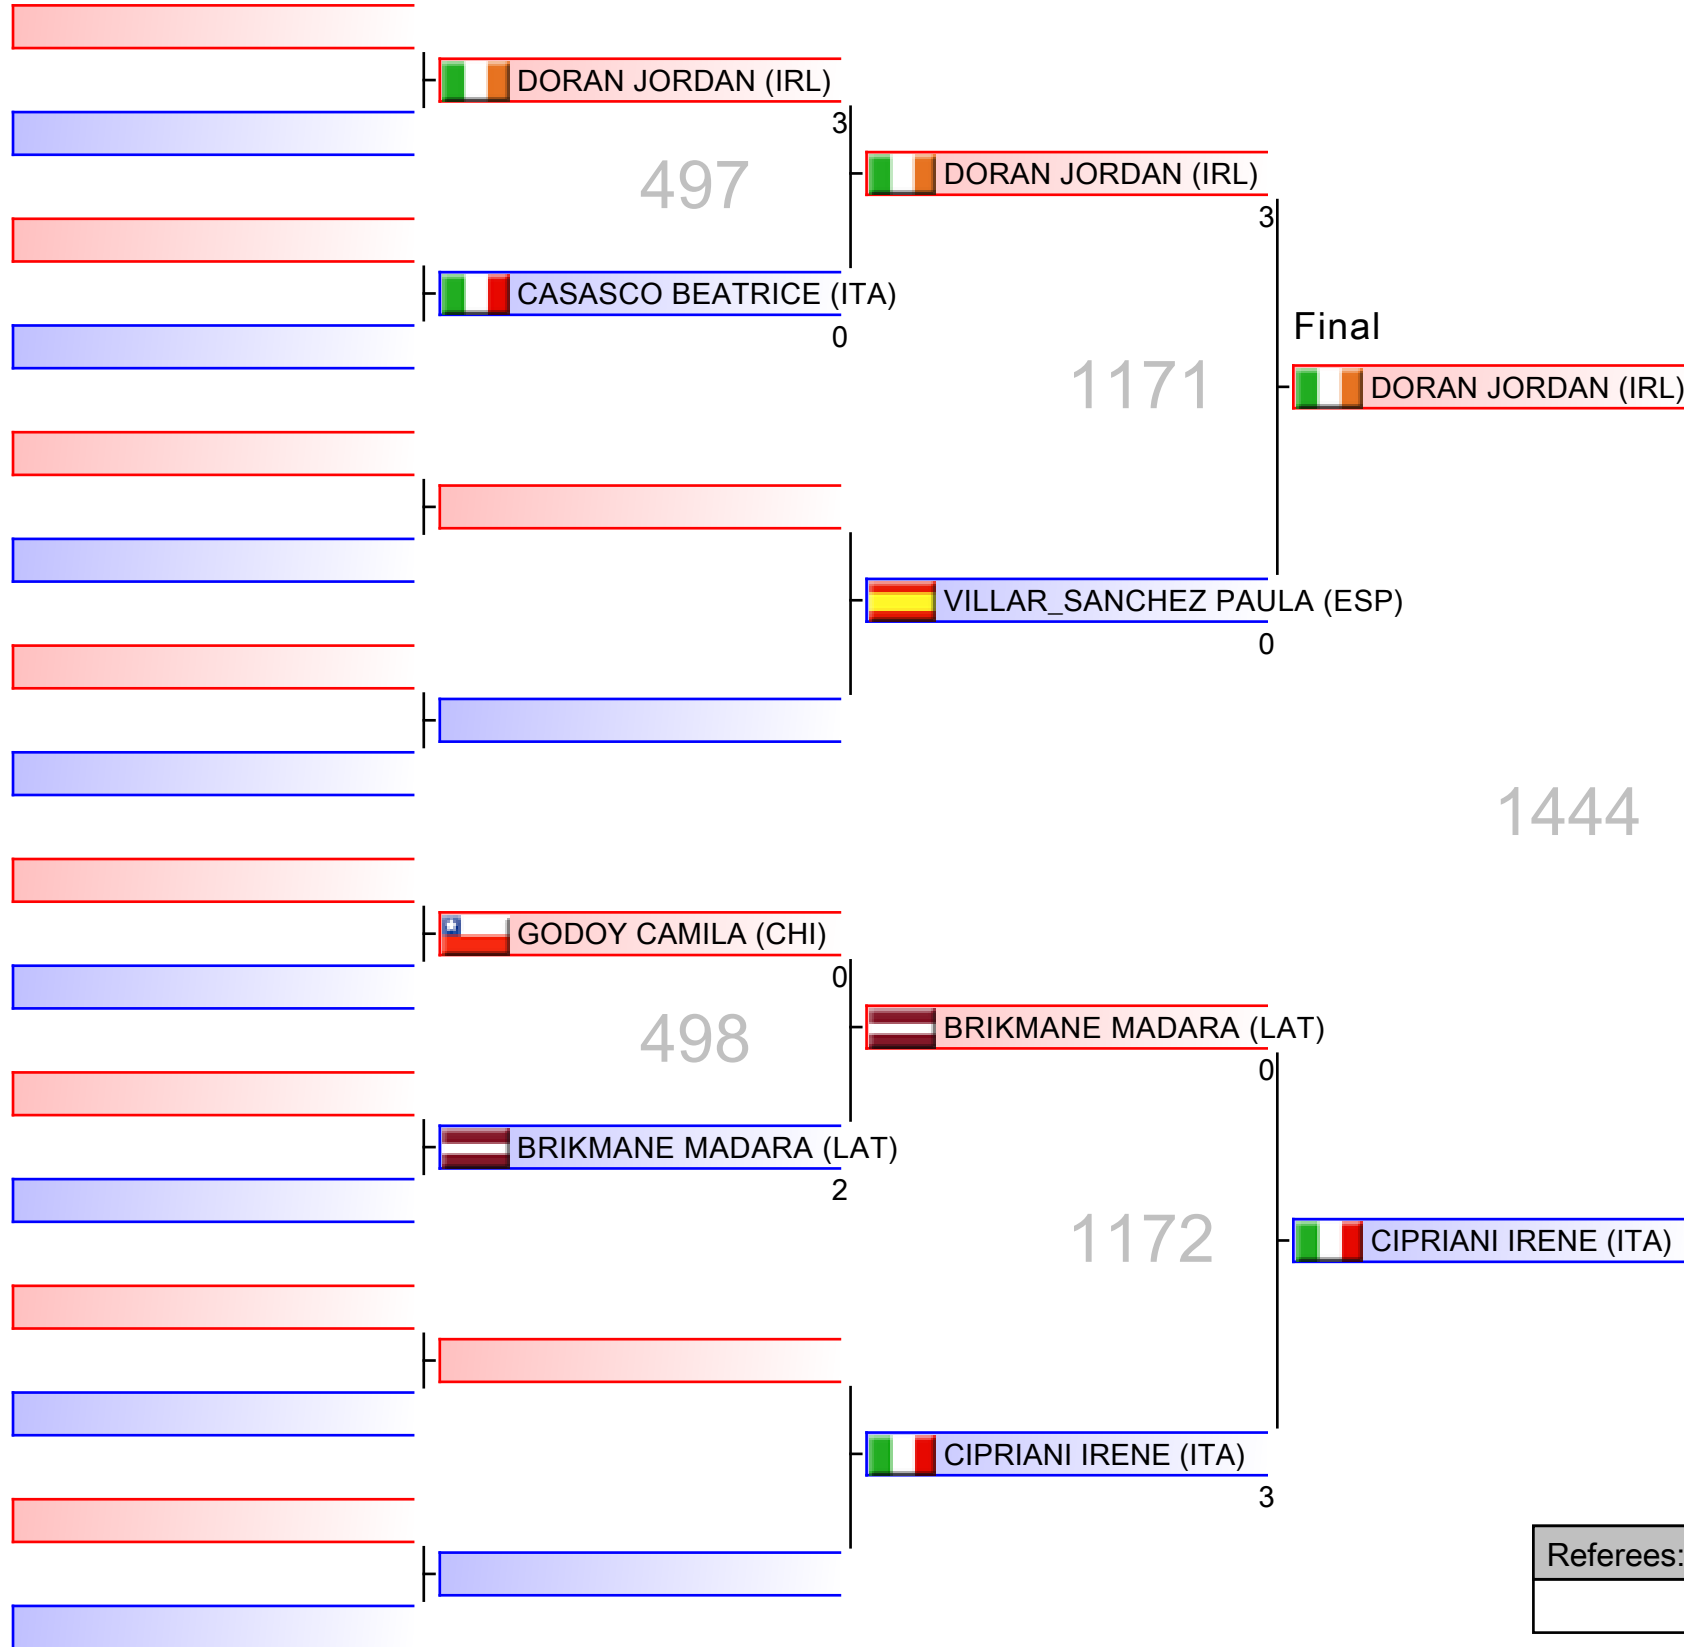 DORAN JORDAN (IRL)
3
497
DORAN JORDAN (IRL)
3
CASASCO BEATRICE (ITA)
0
Final
1171
DORAN JORDAN (IRL)
VILLAR_SANCHEZ PAULA (ESP)
0
1444
GODOY CAMILA (CHI)
0
498
BRIKMANE MADARA (LAT)
0
BRIKMANE MADARA (LAT)
2
1172
CIPRIANI IRENE (ITA)
CIPRIANI IRENE (ITA)
3
Referees: